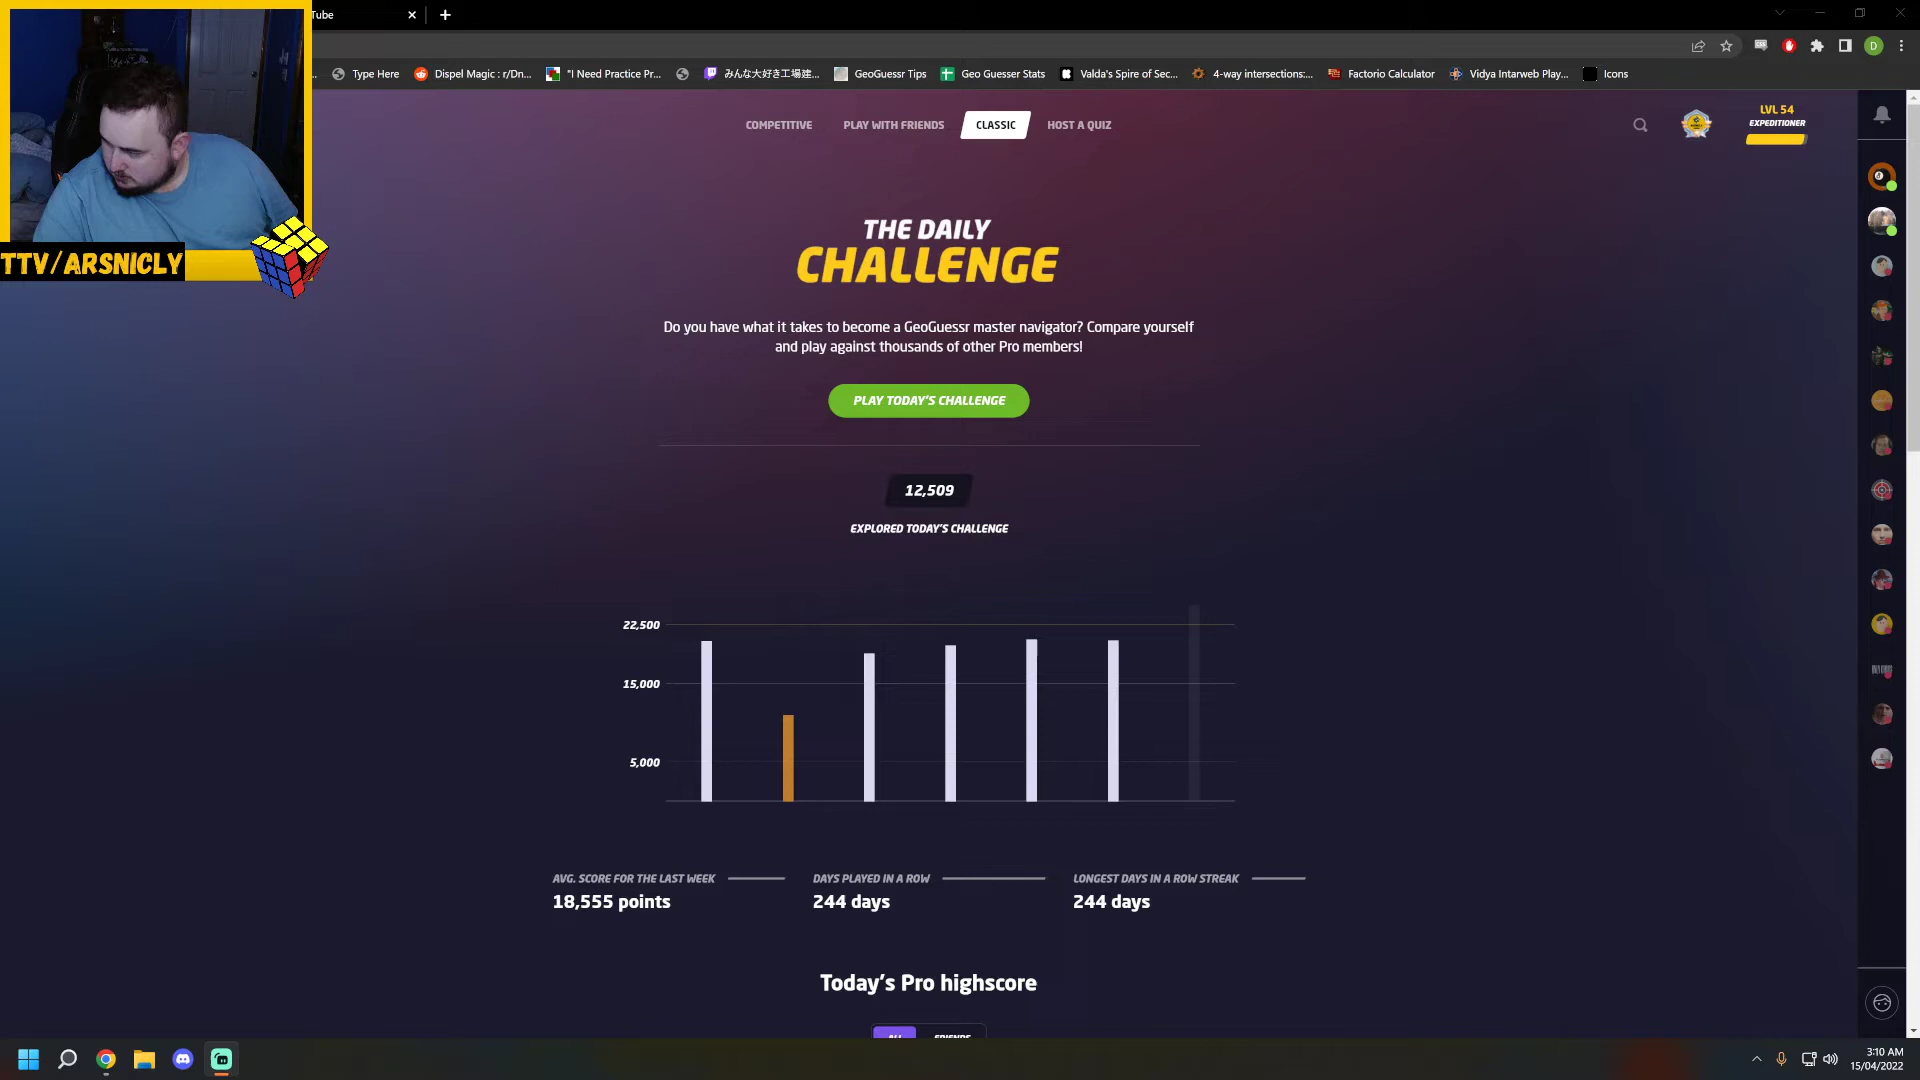 Tube
Type Here
Dispel Magic : r/Dn...
"I Need Practice Pr...
みんな大好き工場建...
GeoGuessr Tips
Geo Guesser Stats
Valda's Spire of Sec...
4-way intersections:...
Factorio Calculator
Vidya Intarweb Play...
Icons
COMPETITIVE
PLAY WITH FRIENDS
CLASSIC
HOST A QUIZ
LVL 54
EXPEDITIONER
D
TTV/ARSNICLY
THE DAILY
CHALLENGE
Do you have what it takes to become a GeoGuessr master navigator? Compare yourself
and play against thousands of other Pro members!
PLAY TODAY'S CHALLENGE
12,509
EXPLORED TODAY'S CHALLENGE
22,500
15,000
5,000
AVG. SCORE FOR THE LAST WEEK
18,555 points
DAYS PLAYED IN A ROW
244 days
LONGEST DAYS IN A ROW STREAK
244 days
Today's Pro highscore
ALL
FRIENDS
3:10 AM
15/04/2022